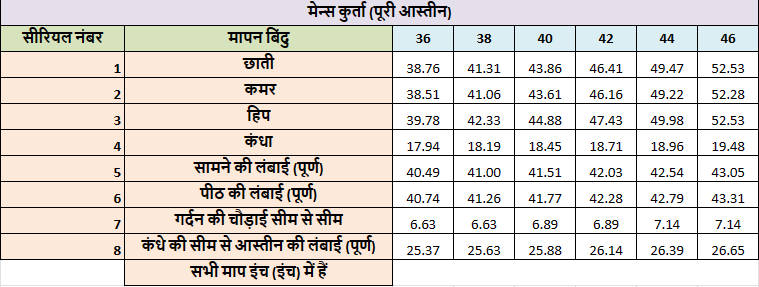 मेन्स कुर्ता (पूरी आस्तीन)
सीरियल नंबर मापन बिंदु 36 38 40 42 44 46
1 छाती 38.76 41.31 43.86 46.41 49.47 52.53
2 कमर 38.51 41.06 43.61 46.16 49.22 52.28
3 हिप 39.78 42.33 44.88 47.43 49.98 52.53
4 कंधा 17.94 18.19 18.45 18.71 18.96 19.48
5 सामने की लंबाई (पूर्ण) 40.49 41.00 41.51 42.03 42.54 43.05
6 पीठ की लंबाई (पूर्ण) 40.74 41.26 41.77 42.28 42.79 43.31
7 गर्दन की चौड़ाई सीम से सीम 6.63 6.63 6.89 6.89 7.14 7.14
8 कंधे की सीम से आस्तीन की लंबाई (पूर्ण) 25.37 25.63 25.88 26.14 26.39 26.65
सभी माप इंच (इंच) में हैं